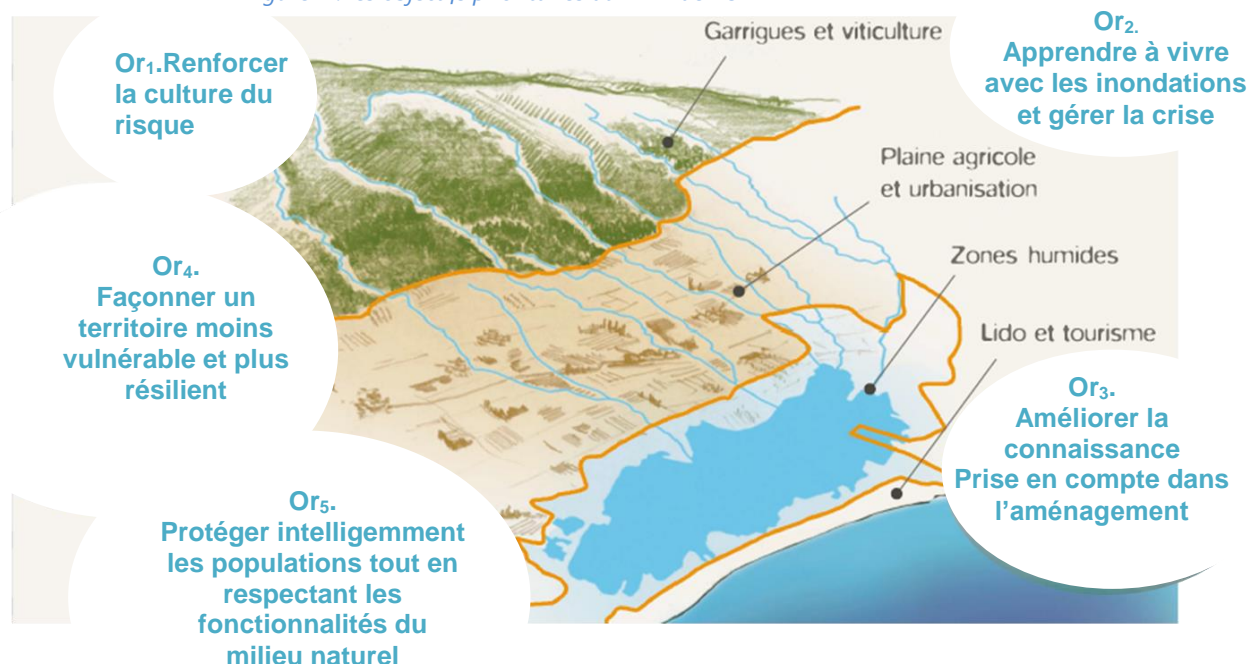 Garrigues et viticulture
Or₂.
Apprendre à vivre
avec les inondations
et gérer la crise
Or₁.Renforcer
la culture du
risque
Plaine agricole
et urbanisation
Zones humides
Or₄.
Façonner un
territoire moins
vulnérable et plus
résilient
Lido et tourisme
Or₃.
Améliorer la
connaissance
Prise en compte dans
l’aménagement
Or₅.
Protéger intelligemment
les populations tout en
respectant les
fonctionnalités du
milieu naturel